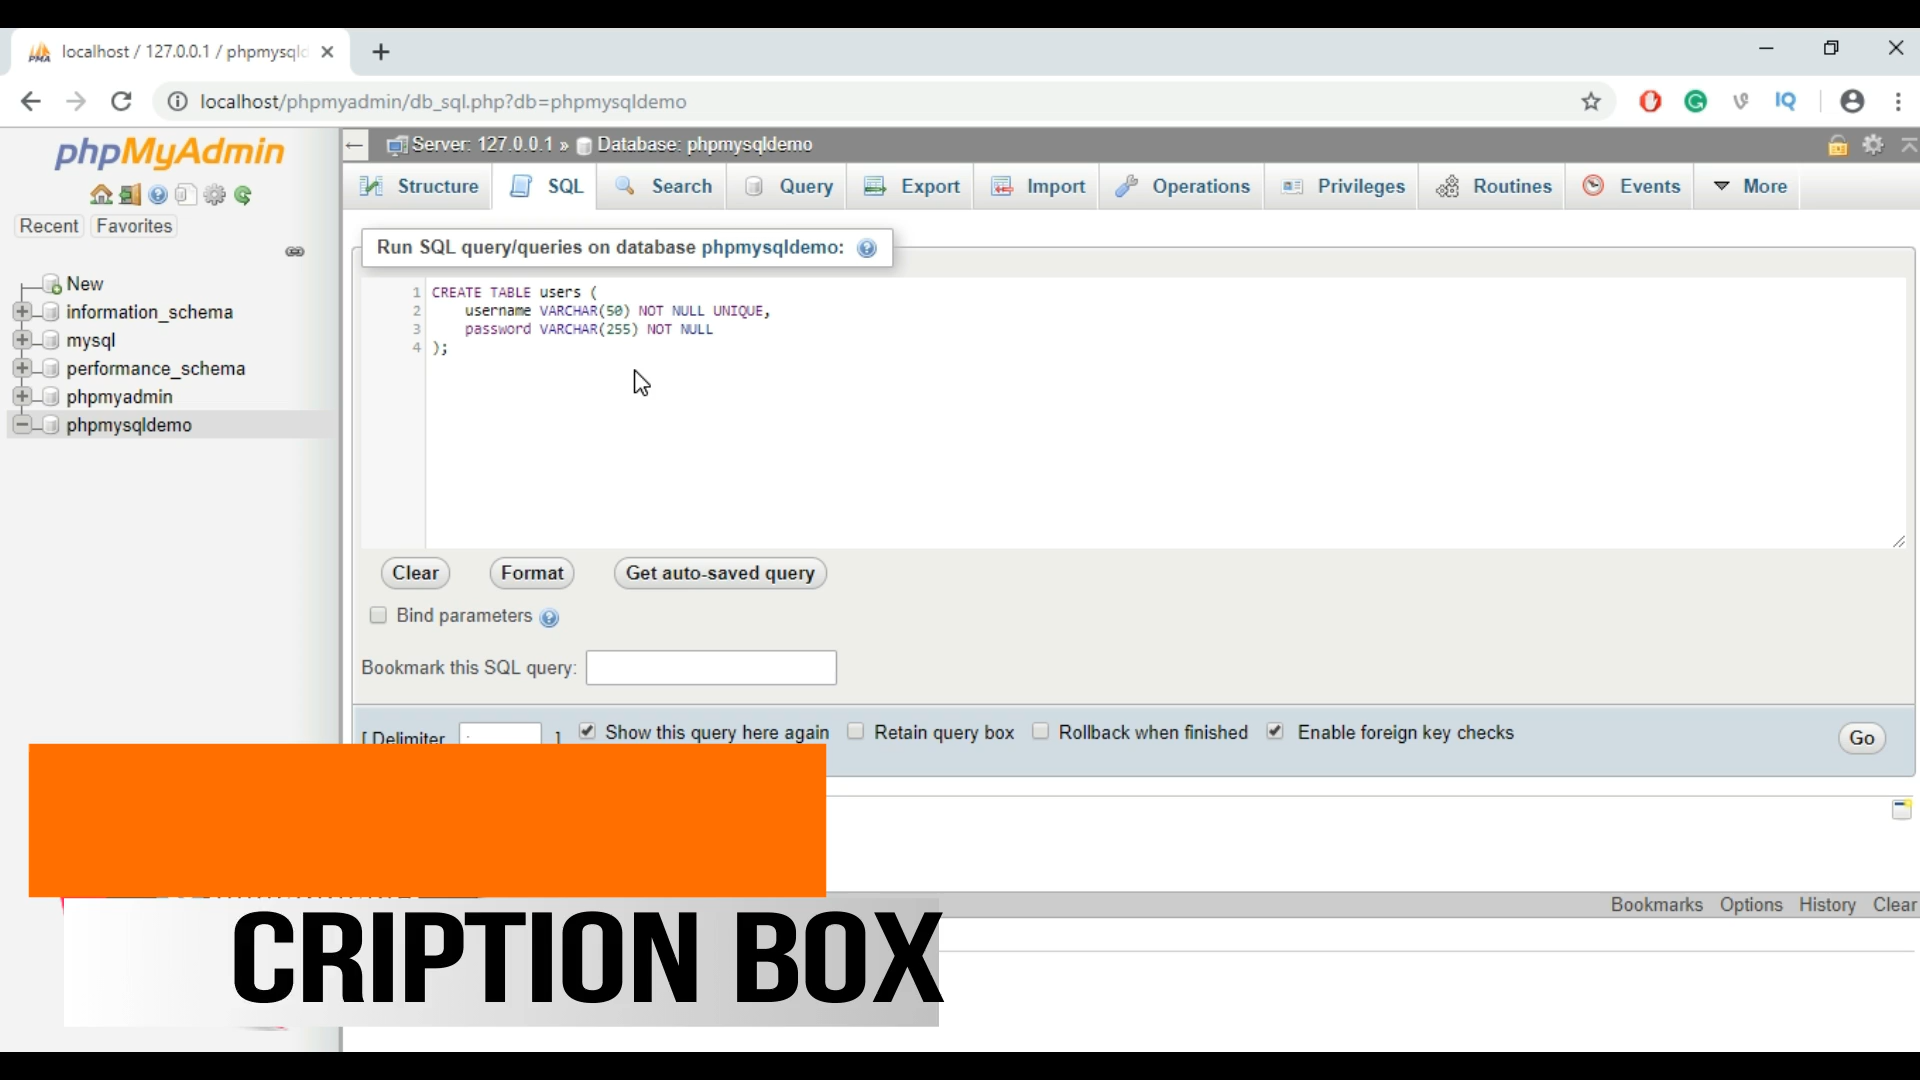 localhost / 127.0.0.1 / phpmysqld
localhost/phpmyadmin/db_sql.php?db=phpmysqldemo
IQ
phpMyAdmin
Recent Favorites
New
information_schema
mysql
performance_schema
phpmyadmin
phpmysqldemo
Server: 127.0.0.1 » Database: phpmysqldemo
Structure SQL Search Query Export Import Operations Privileges Routines Events More
Run SQL query/queries on database phpmysqldemo:
1 CREATE TABLE users (
2 username VARCHAR(50) NOT NULL UNIQUE,
3 password VARCHAR(255) NOT NULL
4 );
Clear Format Get auto-saved query
Bind parameters
Bookmark this SQL query:
[ Delimiter ; ] Show this query here again Retain query box Rollback when finished Enable foreign key checks Go
Bookmarks Options History Clear
CRIPTION BOX